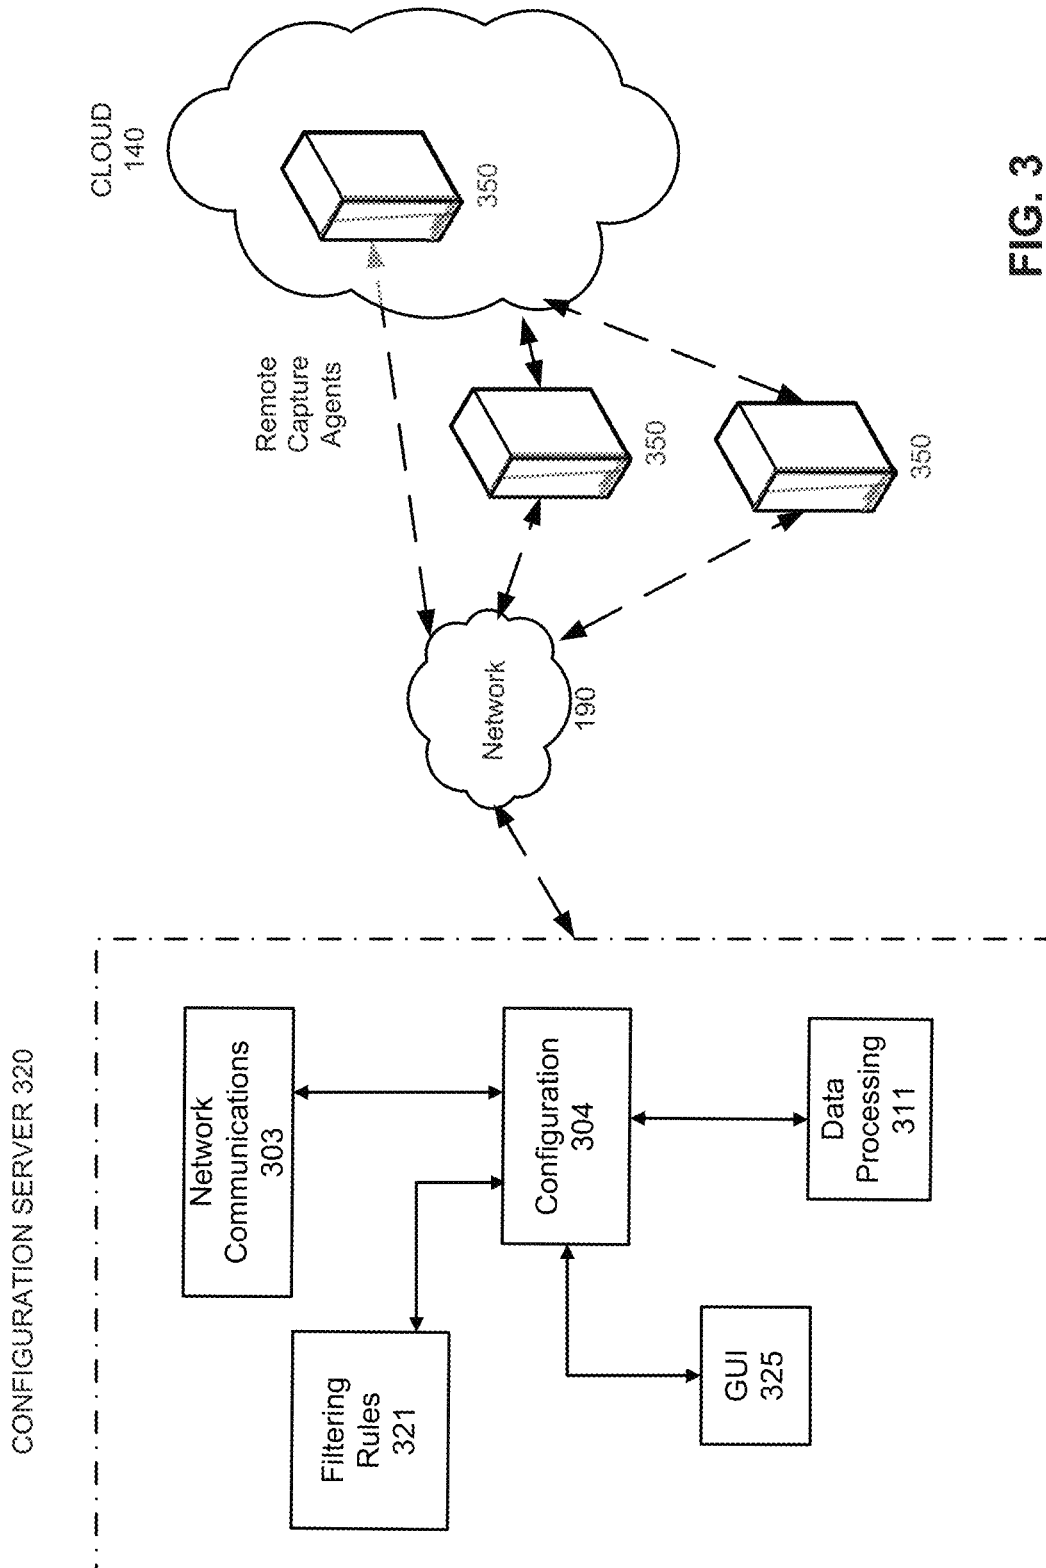 CONFIGURATION SERVER 320
Network
Communications
303
Filtering
Rules
321
Configuration
304
GUI
325
Data
Processing
311
Network
190
Remote
Capture
Agents
CLOUD
140
350
350
350
FIG. 3